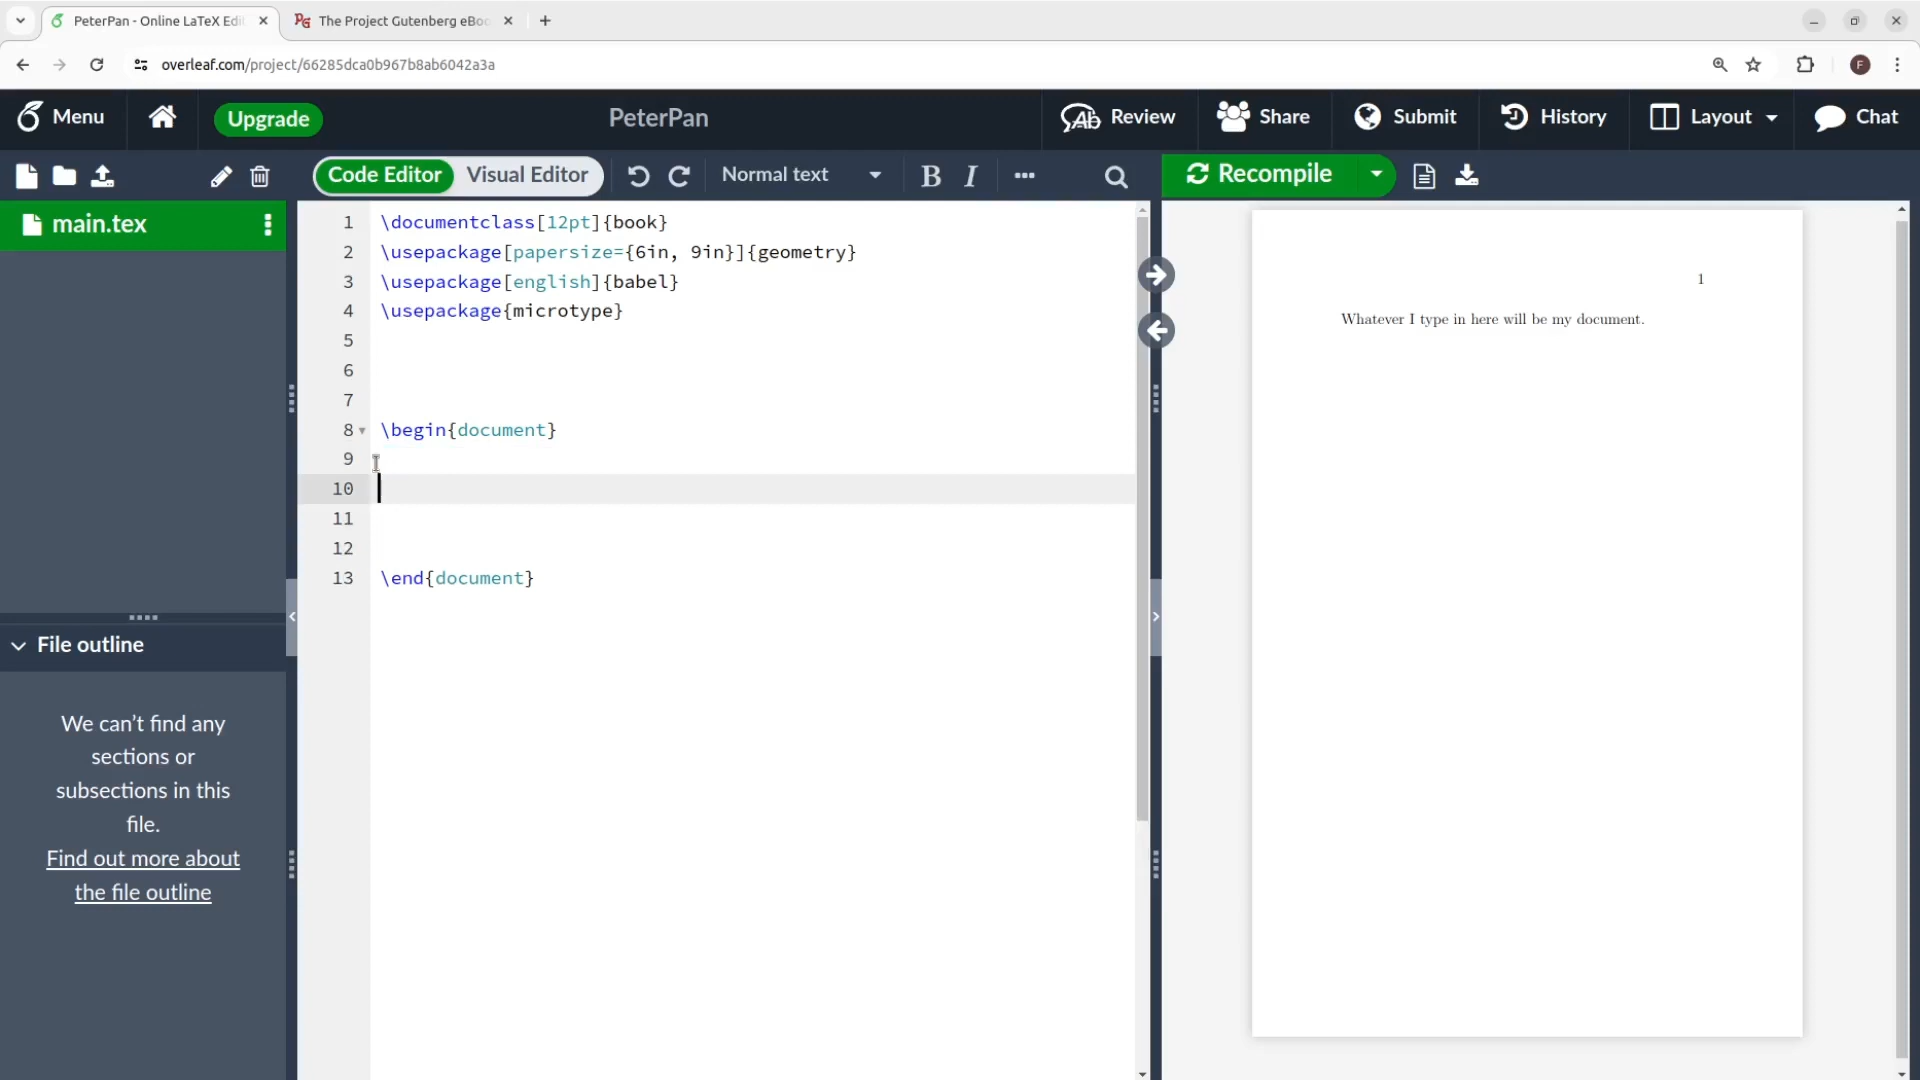 PeterPan - Online LaTeX Edi
The Project Gutenberg eBoo
overleaf.com/project/66285dca0b967b8ab6042a3a
F
Menu
Upgrade
PeterPan
Review
Share
Submit
History
Layout
Chat
Code Editor
Visual Editor
Normal text
B
I
Recompile
main.tex
1 \documentclass[12pt]{book}
2 \usepackage[papersize={6in, 9in}]{geometry}
3 \usepackage[english]{babel}
4 \usepackage{microtype}
5
6
7
8 \begin{document}
9
10
11
12
13 \end{document}
1
Whatever I type in here will be my document.
File outline
We can't find any
sections or
subsections in this
file.
Find out more about
the file outline